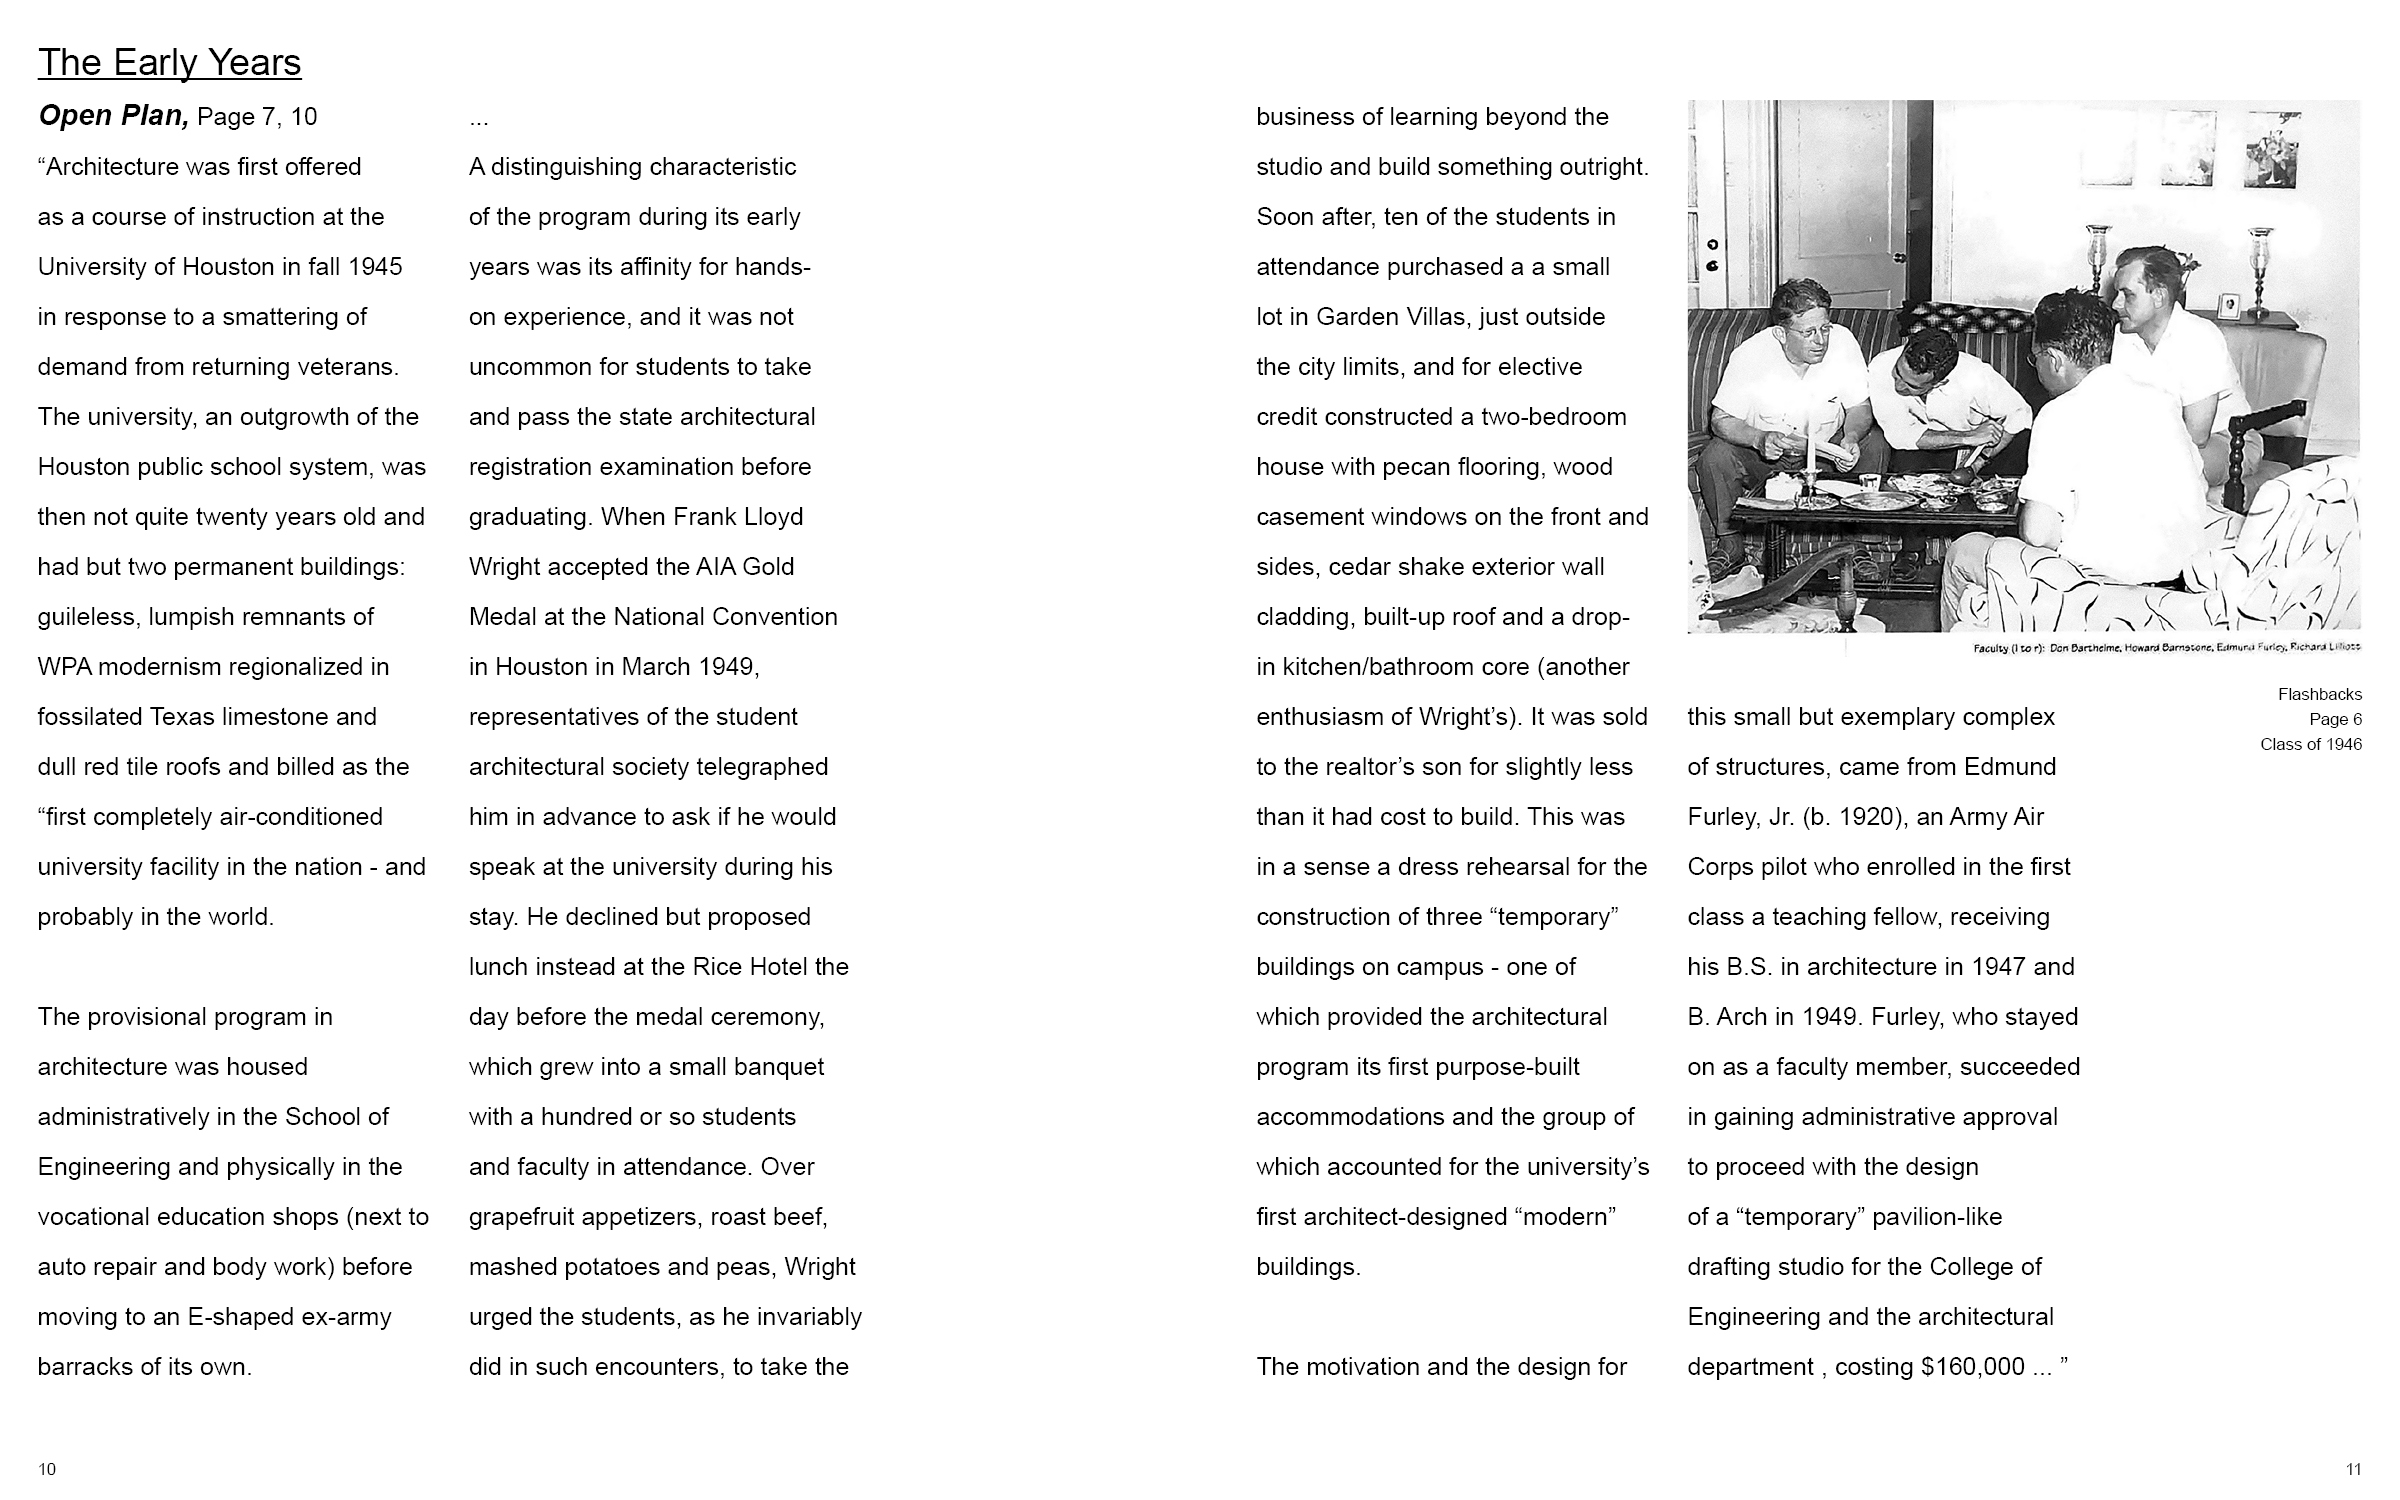 The Early Years
Open Plan, Page 7, 10
“Architecture was first offered
as a course of instruction at the
University of Houston in fall 1945
in response to a smattering of
demand from returning veterans.
The university, an outgrowth of the
Houston public school system, was
then not quite twenty years old and
had but two permanent buildings:
guileless, lumpish remnants of
WPA modernism regionalized in
fossilated Texas limestone and
dull red tile roofs and billed as the
“first completely air-conditioned
university facility in the nation - and
probably in the world.
The provisional program in
architecture was housed
administratively in the School of
Engineering and physically in the
vocational education shops (next to
auto repair and body work) before
moving to an E-shaped ex-army
barracks of its own.
...
A distinguishing characteristic
of the program during its early
years was its affinity for hands-
on experience, and it was not
uncommon for students to take
and pass the state architectural
registration examination before
graduating. When Frank Lloyd
Wright accepted the AIA Gold
Medal at the National Convention
in Houston in March 1949,
representatives of the student
architectural society telegraphed
him in advance to ask if he would
speak at the university during his
stay. He declined but proposed
lunch instead at the Rice Hotel the
day before the medal ceremony,
which grew into a small banquet
with a hundred or so students
and faculty in attendance. Over
grapefruit appetizers, roast beef,
mashed potatoes and peas, Wright
urged the students, as he invariably
did in such encounters, to take the
10
business of learning beyond the
studio and build something outright.
Soon after, ten of the students in
attendance purchased a a small
lot in Garden Villas, just outside
the city limits, and for elective
credit constructed a two-bedroom
house with pecan flooring, wood
casement windows on the front and
sides, cedar shake exterior wall
cladding, built-up roof and a drop-
in kitchen/bathroom core (another
enthusiasm of Wright’s). It was sold
to the realtor’s son for slightly less
than it had cost to build. This was
in a sense a dress rehearsal for the
construction of three “temporary”
buildings on campus - one of
which provided the architectural
program its first purpose-built
accommodations and the group of
which accounted for the university’s
first architect-designed “modern”
buildings.
The motivation and the design for
Faculty (l to r): Don Barthelme, Howard Barnstone, Edmund Furley, Richard Lilliott
Flashbacks
Page 6
Class of 1946
this small but exemplary complex
of structures, came from Edmund
Furley, Jr. (b. 1920), an Army Air
Corps pilot who enrolled in the first
class a teaching fellow, receiving
his B.S. in architecture in 1947 and
B. Arch in 1949. Furley, who stayed
on as a faculty member, succeeded
in gaining administrative approval
to proceed with the design
of a “temporary” pavilion-like
drafting studio for the College of
Engineering and the architectural
department , costing $160,000 ... ”
11